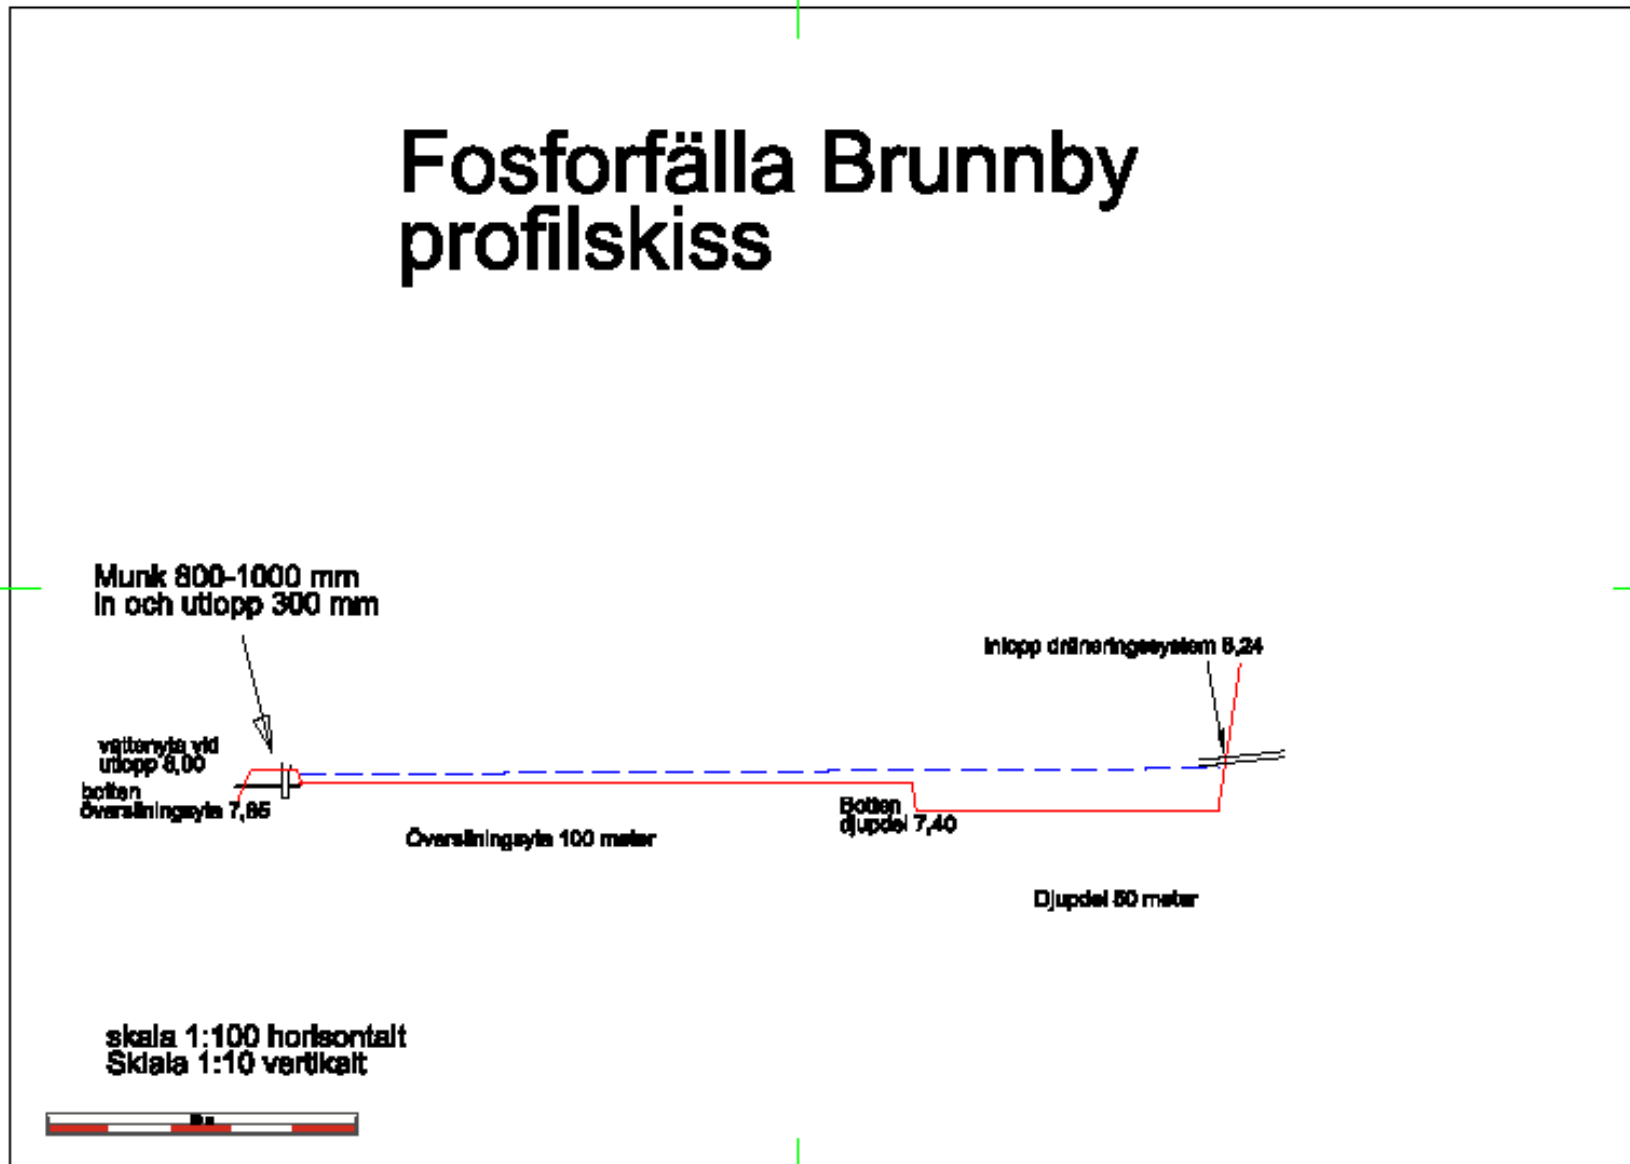 Fosforfälla Brunnby
profilskiss
Munk 800-1000 mm
in och utlopp 300 mm
Inlopp dräneringssystem 8,24
vattenyta vid
utlopp 8,00
botten
översilningsyta 7,85
Botten
djupdel 7,40
Översilningsyta 100 meter
Djupdel 50 meter
skala 1:100 horisontalt
Sklala 1:10 vertikalt